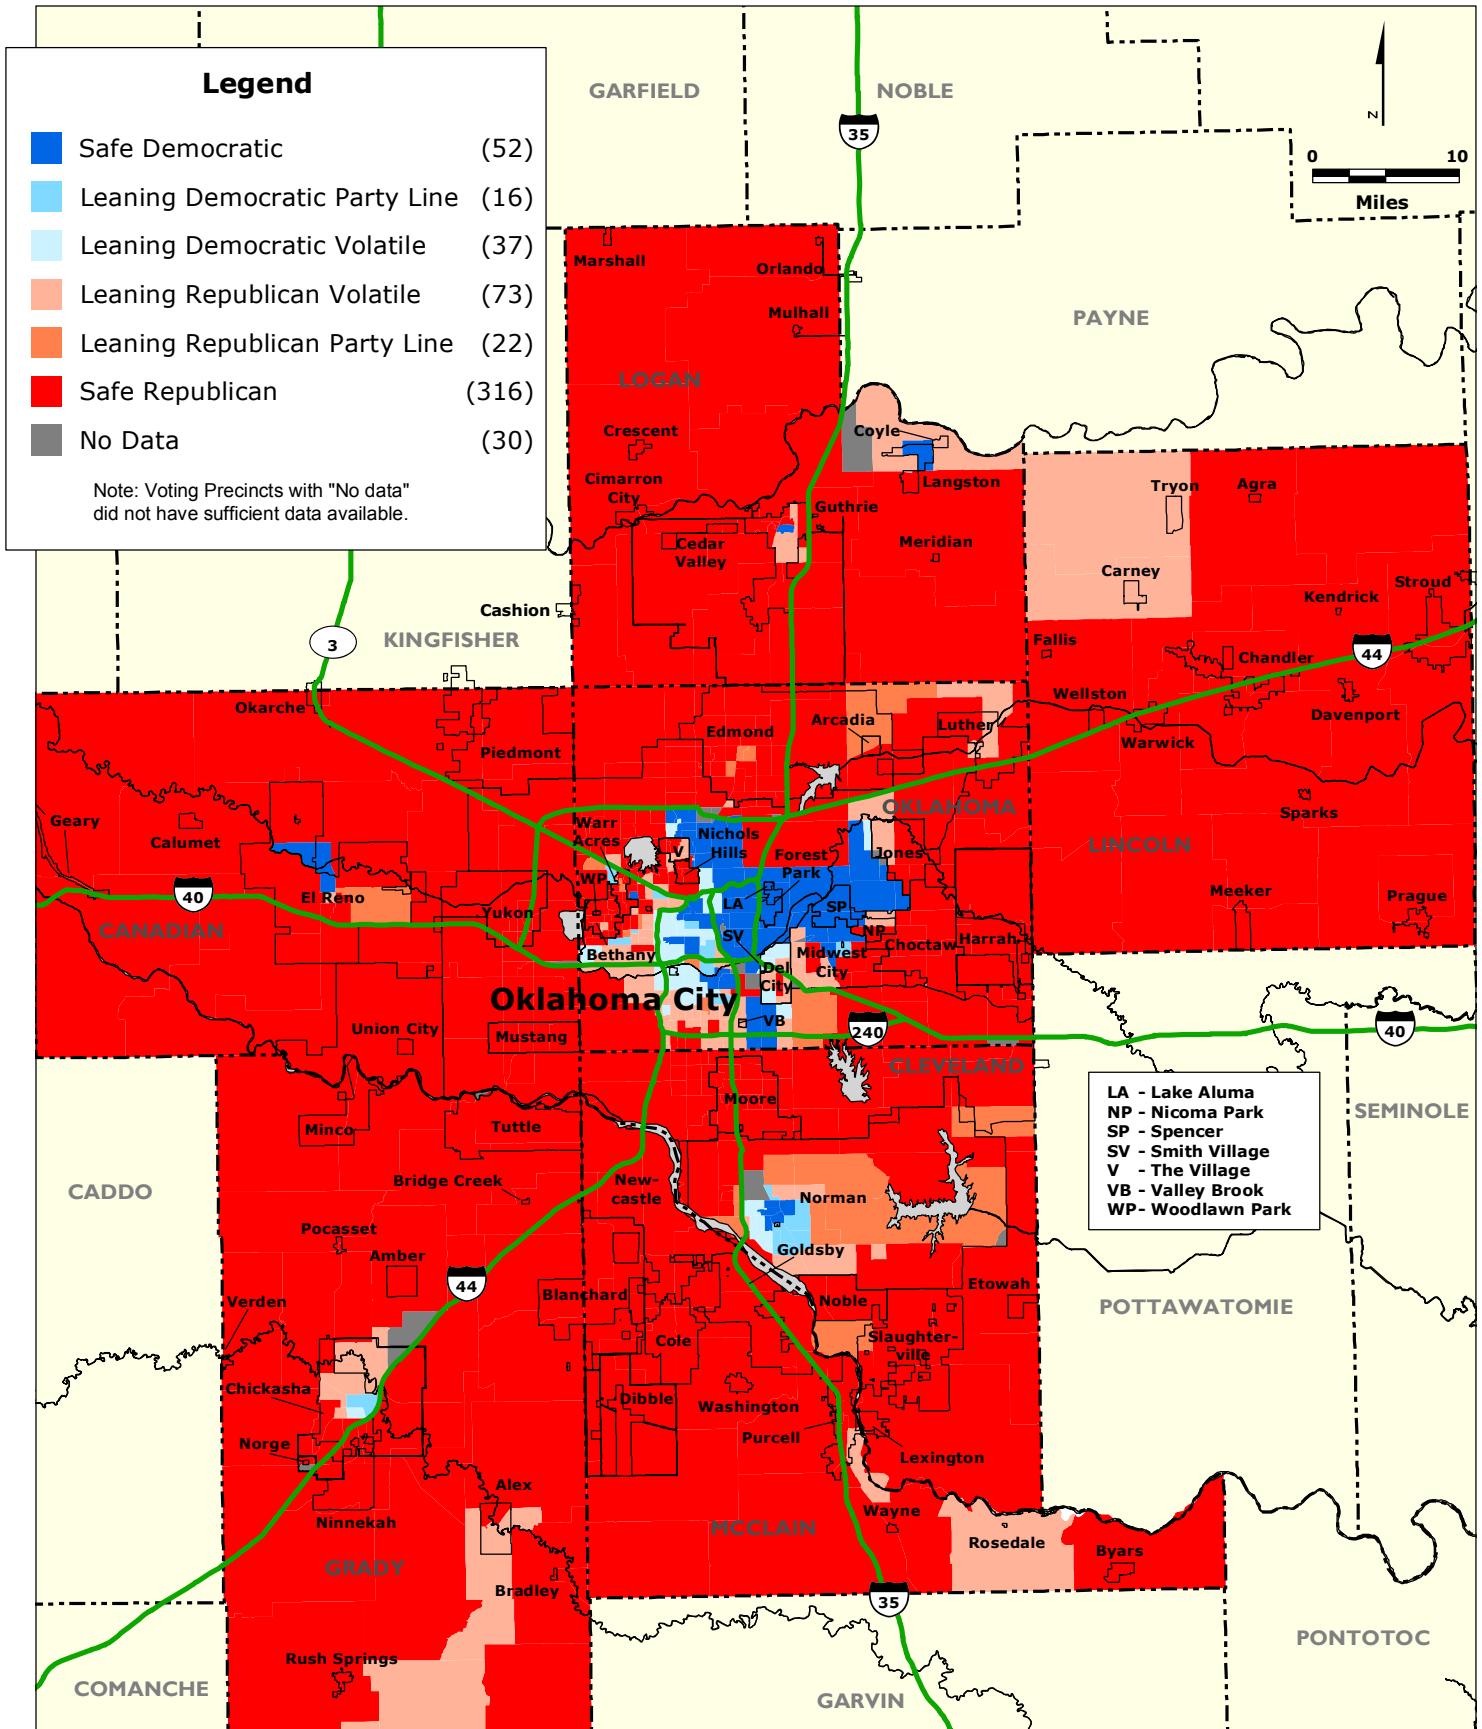 Legend
Safe Democratic (52)
Leaning Democratic Party Line (16)
Leaning Democratic Volatile (37)
Leaning Republican Volatile (73)
Leaning Republican Party Line (22)
Safe Republican (316)
No Data (30)
Note: Voting Precincts with "No data"
did not have sufficient data available.
GARFIELD
NOBLE
35
N
0 10
Miles
Marshall
Orlando
Mulhall
PAYNE
LOGAN
Crescent
Coyle
Cimarron
City
Langston
Tryon
Agra
Guthrie
Cedar
Valley
Meridian
Carney
Stroud
Kendrick
Cashion
3
KINGFISHER
Fallis
44
Chandler
Wellston
Okarche
Davenport
Piedmont
Edmond
Arcadia
Luther
Warwick
Geary
Calumet
Warr
Acres
Nichols
Hills
OKLAHOMA
Sparks
V
Forest
Park
Jones
LINCOLN
WP
40
El Reno
LA
SP
Meeker
Prague
Yukon
CANADIAN
SV
NP
Choctaw
Harrah
Bethany
Midwest
City
Del
City
Oklahoma City
VB
Union City
Mustang
240
40
CLEVELAND
LA - Lake Aluma
NP - Nicoma Park
SP - Spencer
SV - Smith Village
V - The Village
VB - Valley Brook
WP- Woodlawn Park
SEMINOLE
Moore
Minco
Tuttle
CADDO
Bridge Creek
New-
castle
Norman
Pocasset
Amber
Goldsby
44
Blanchard
Etowah
Verden
Noble
POTTAWATOMIE
Cole
Slaughter-
ville
Chickasha
Dibble
Washington
Purcell
Norge
Lexington
Alex
Ninnekah
Wayne
MCCLAIN
Rosedale
Byars
GRADY
Bradley
35
Rush Springs
PONTOTOC
COMANCHE
GARVIN